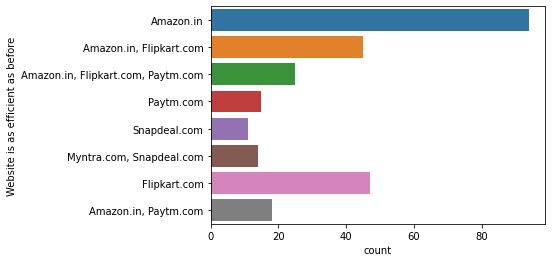 Website is as efficient as before
Amazon.in
Amazon.in, Flipkart.com
Amazon.in, Flipkart.com, Paytm.com
Paytm.com
Snapdeal.com
Myntra.com, Snapdeal.com
Flipkart.com
Amazon.in, Paytm.com
0 20 40 60 80
count